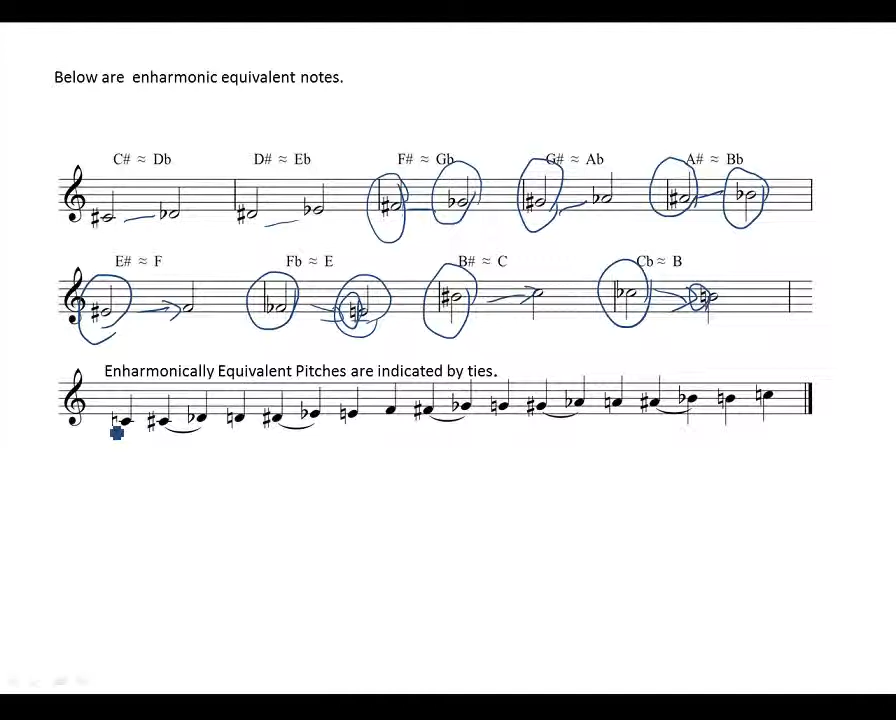 Below are enharmonic equivalent notes.
C# ≈ Db D# ≈ Eb F# ≈ Gb G# ≈ Ab A# ≈ Bb
E# ≈ F Fb ≈ E B# ≈ C Cb ≈ B
Enharmonically Equivalent Pitches are indicated by ties.